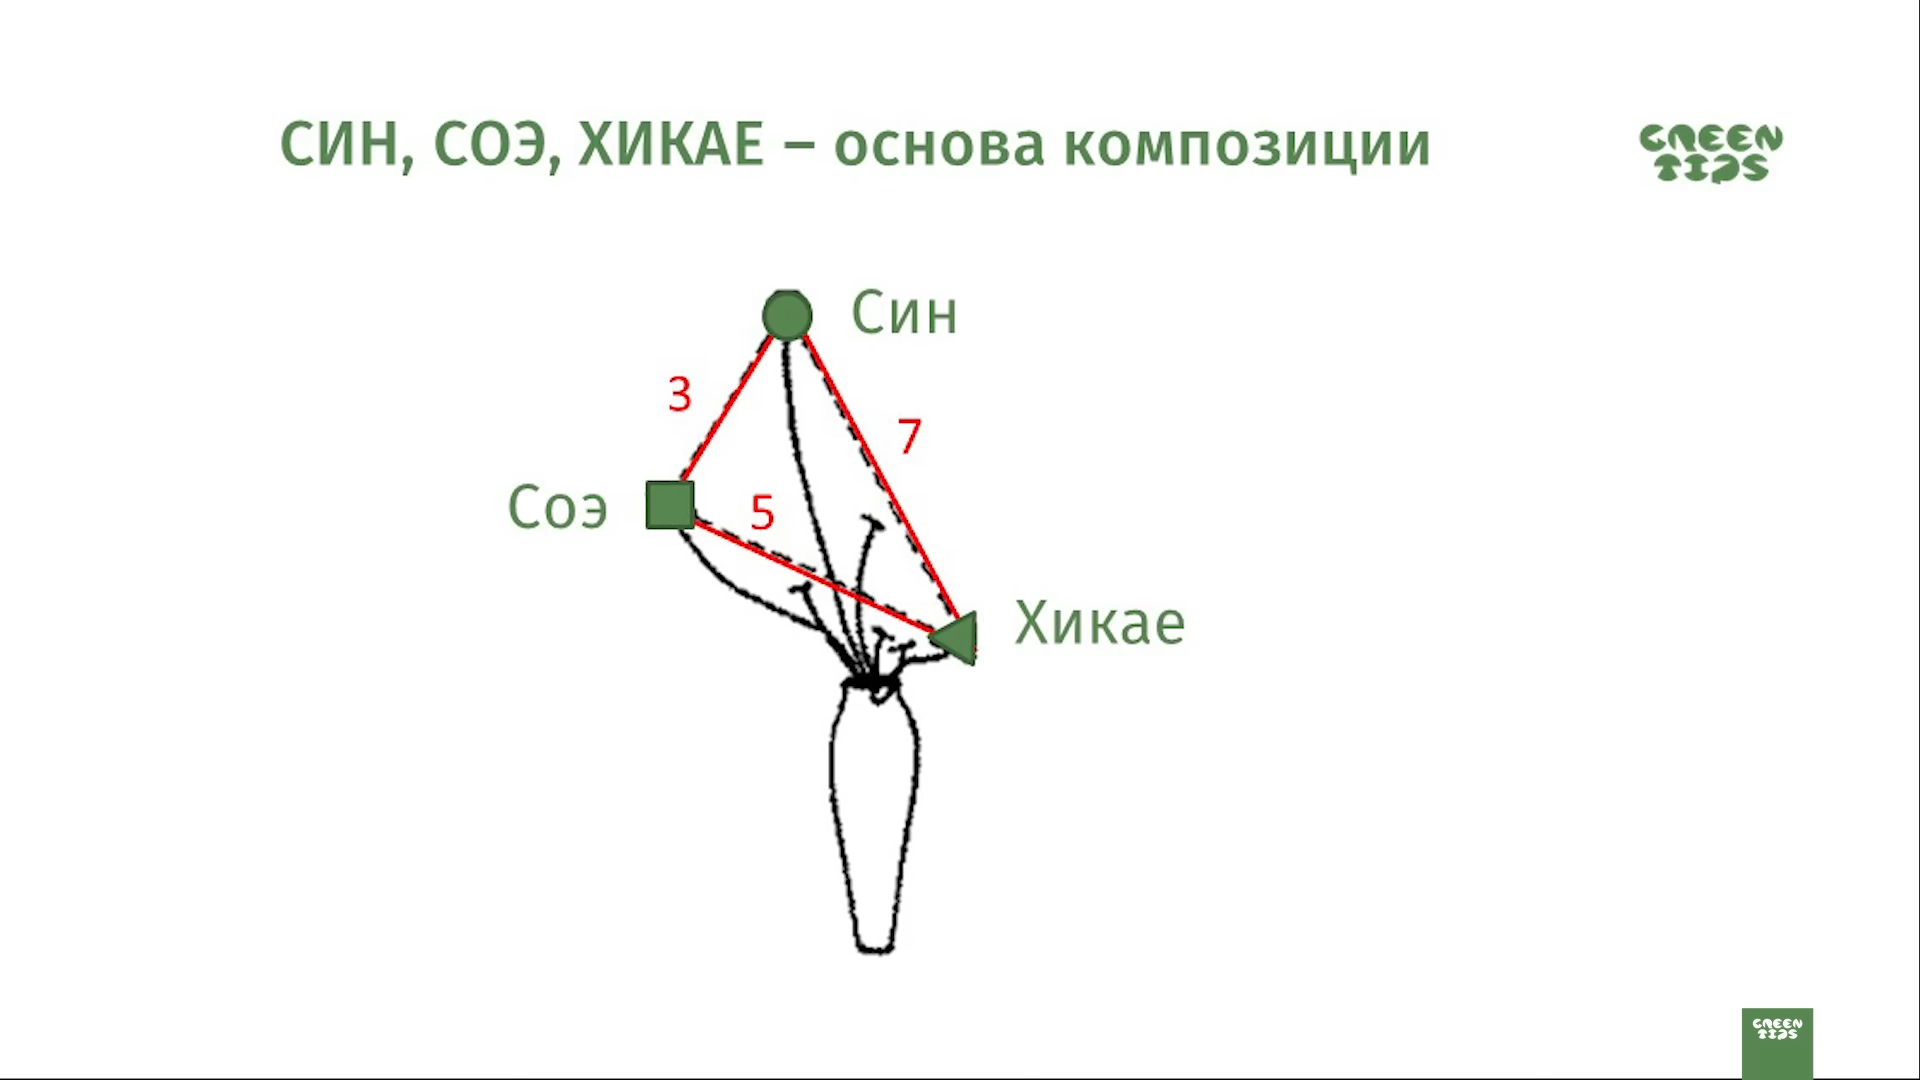 СИН, СОЭ, ХИКАЕ – основа композиции
GREEN
TIPS
Син
3
7
Соэ
5
Хикае
GREEN
TIPS